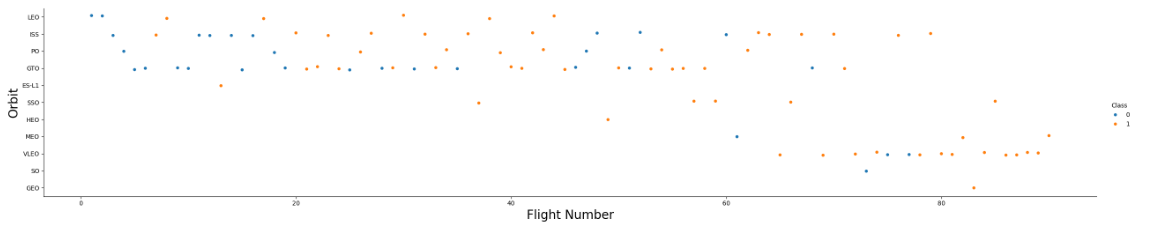 Orbit
LEO
ISS
PO
GTO
ES-L1
SSO
HEO
MEO
VLEO
SO
GEO
0 20 40 60 80
Flight Number
Class
0
1